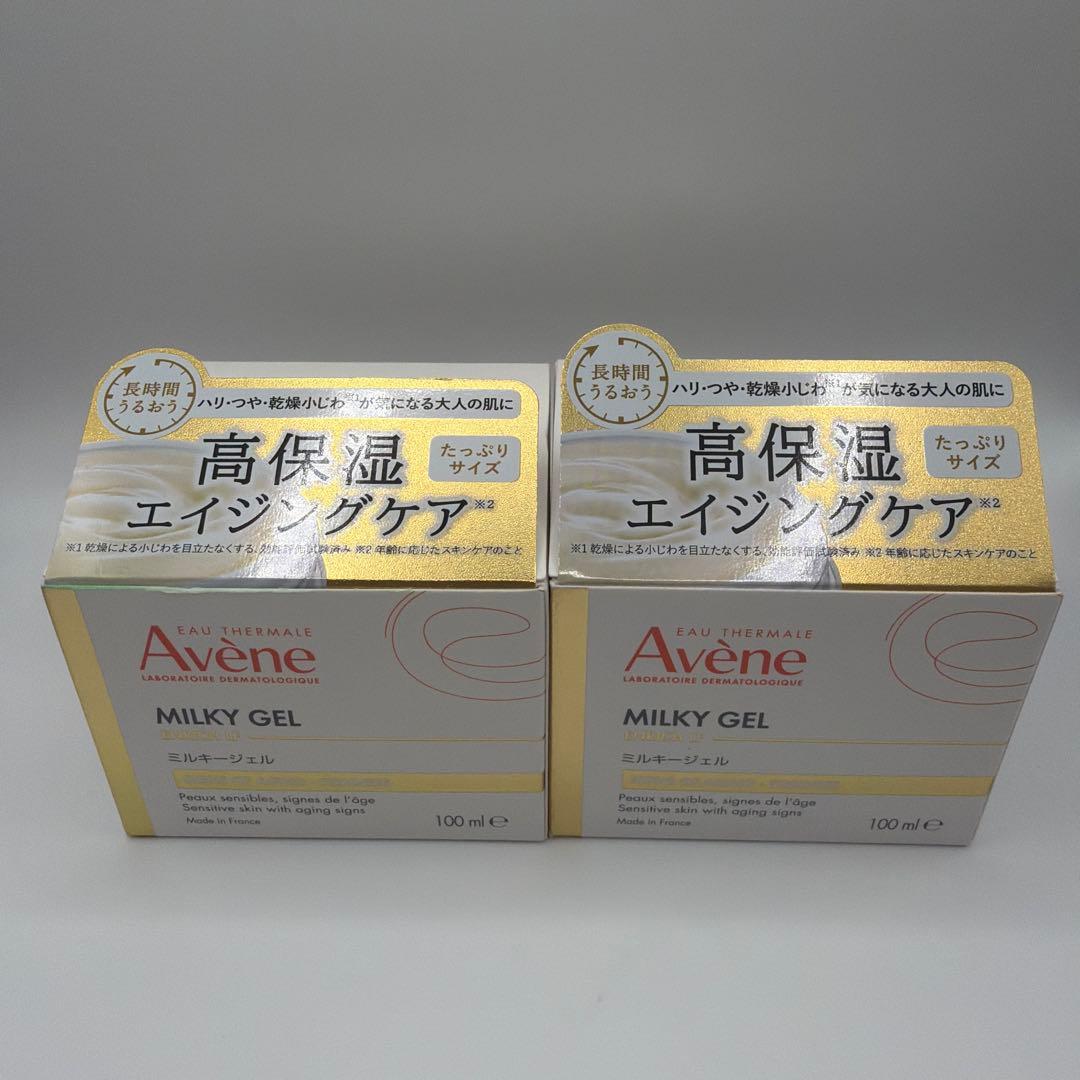 長時間
うるおう
ハリ・つや・乾燥小じわ※1が気になる大人の肌に
高保湿
たっぷり
サイズ
エイジングケア※2
※1 乾燥による小じわを目立たなくする、効能評価試験済み ※2 年齢に応じたスキンケアのこと
EAU THERMALE
Avène
LABORATOIRE DERMATOLOGIQUE
MILKY GEL
ミルキージェル
Peaux sensibles, signes de l'âge
Sensitive skin with aging signs
Made in France
100 ml e
長時間
うるおう
ハリ・つや・乾燥小じわ※1が気になる大人の肌に
高保湿
たっぷり
サイズ
エイジングケア※2
※1 乾燥による小じわを目立たなくする、効能評価試験済み ※2 年齢に応じたスキンケアのこと
EAU THERMALE
Avène
LABORATOIRE DERMATOLOGIQUE
MILKY GEL
ミルキージェル
Peaux sensibles, signes de l'âge
Sensitive skin with aging signs
Made in France
100 ml e